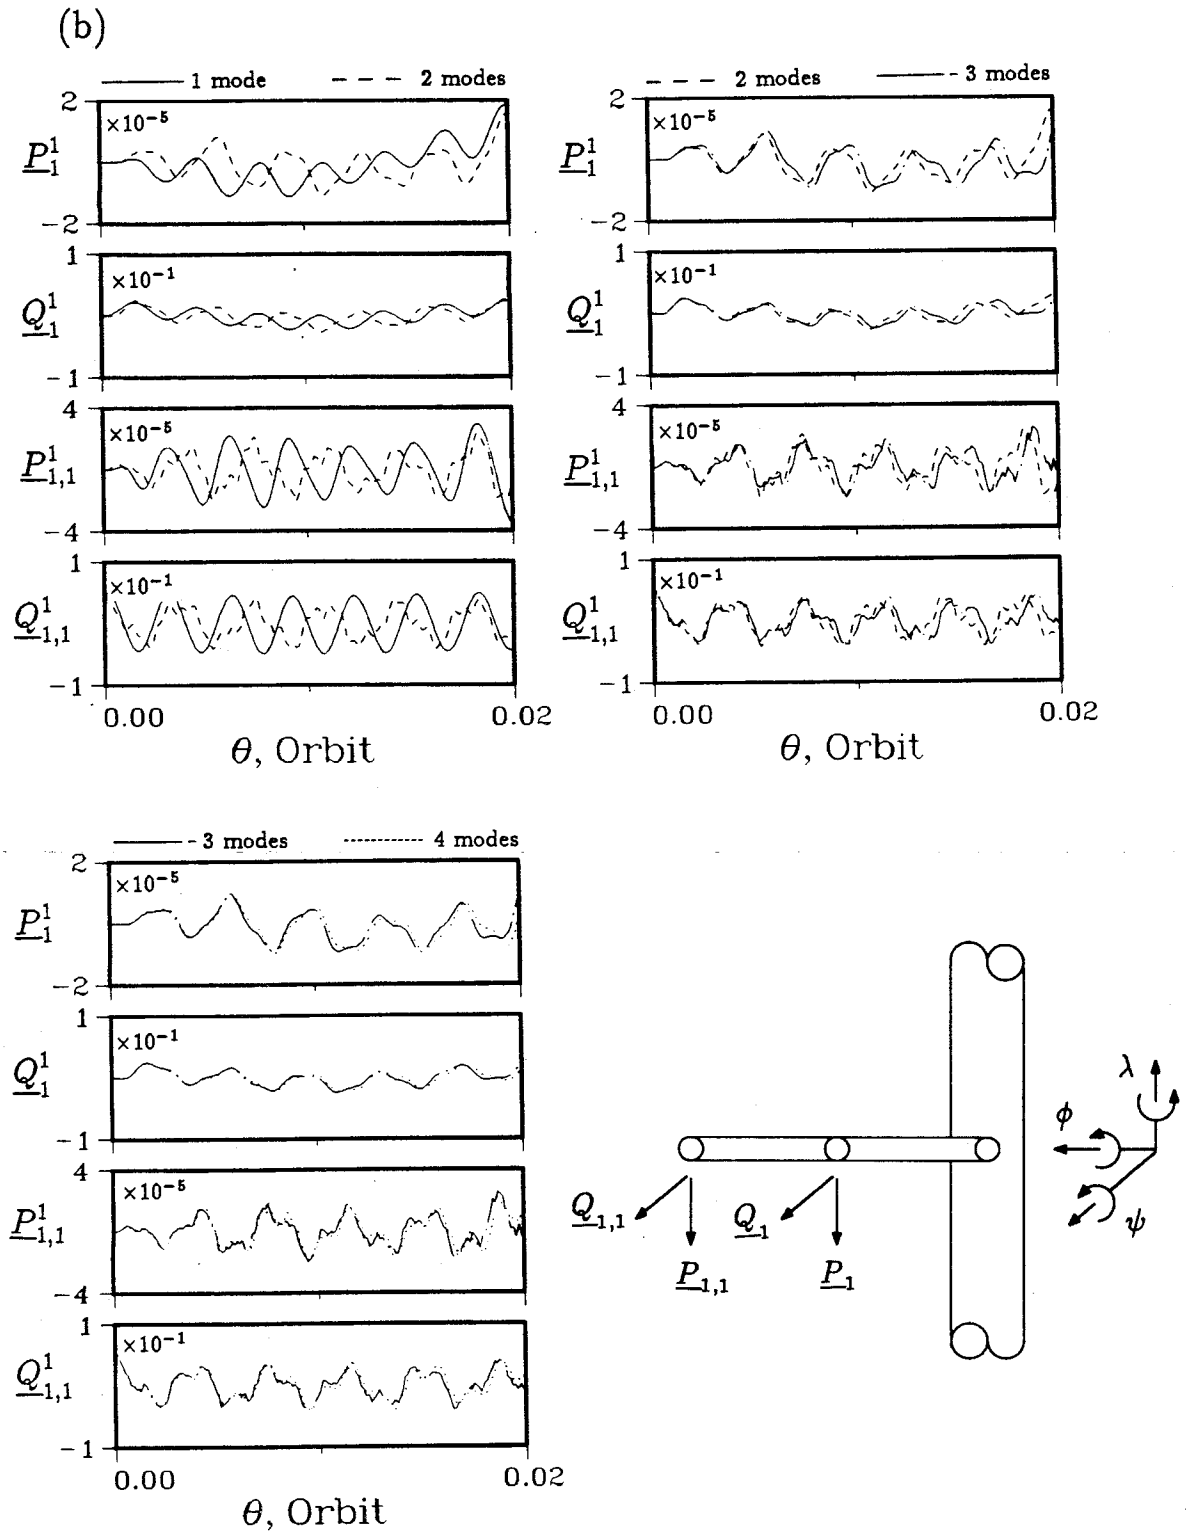 (b)
1 mode 2 modes
2
×10⁻⁵
P¹₁
-2
1
×10⁻¹
Q¹₁
-1
4
×10⁻⁵
P¹₁,₁
-4
1
×10⁻¹
Q¹₁,₁
-1
0.00 0.02
θ, Orbit
2 modes 3 modes
2
×10⁻⁵
P¹₁
-2
1
×10⁻¹
Q¹₁
-1
4
×10⁻⁵
P¹₁,₁
-4
1
×10⁻¹
Q¹₁,₁
-1
0.00 0.02
θ, Orbit
3 modes 4 modes
2
×10⁻⁵
P¹₁
-2
1
×10⁻¹
Q¹₁
-1
4
×10⁻⁵
P¹₁,₁
-4
1
×10⁻¹
Q¹₁,₁
-1
0.00 0.02
θ, Orbit
λ
ϕ
ψ
Q₁,₁ Q₁
P₁,₁ P₁